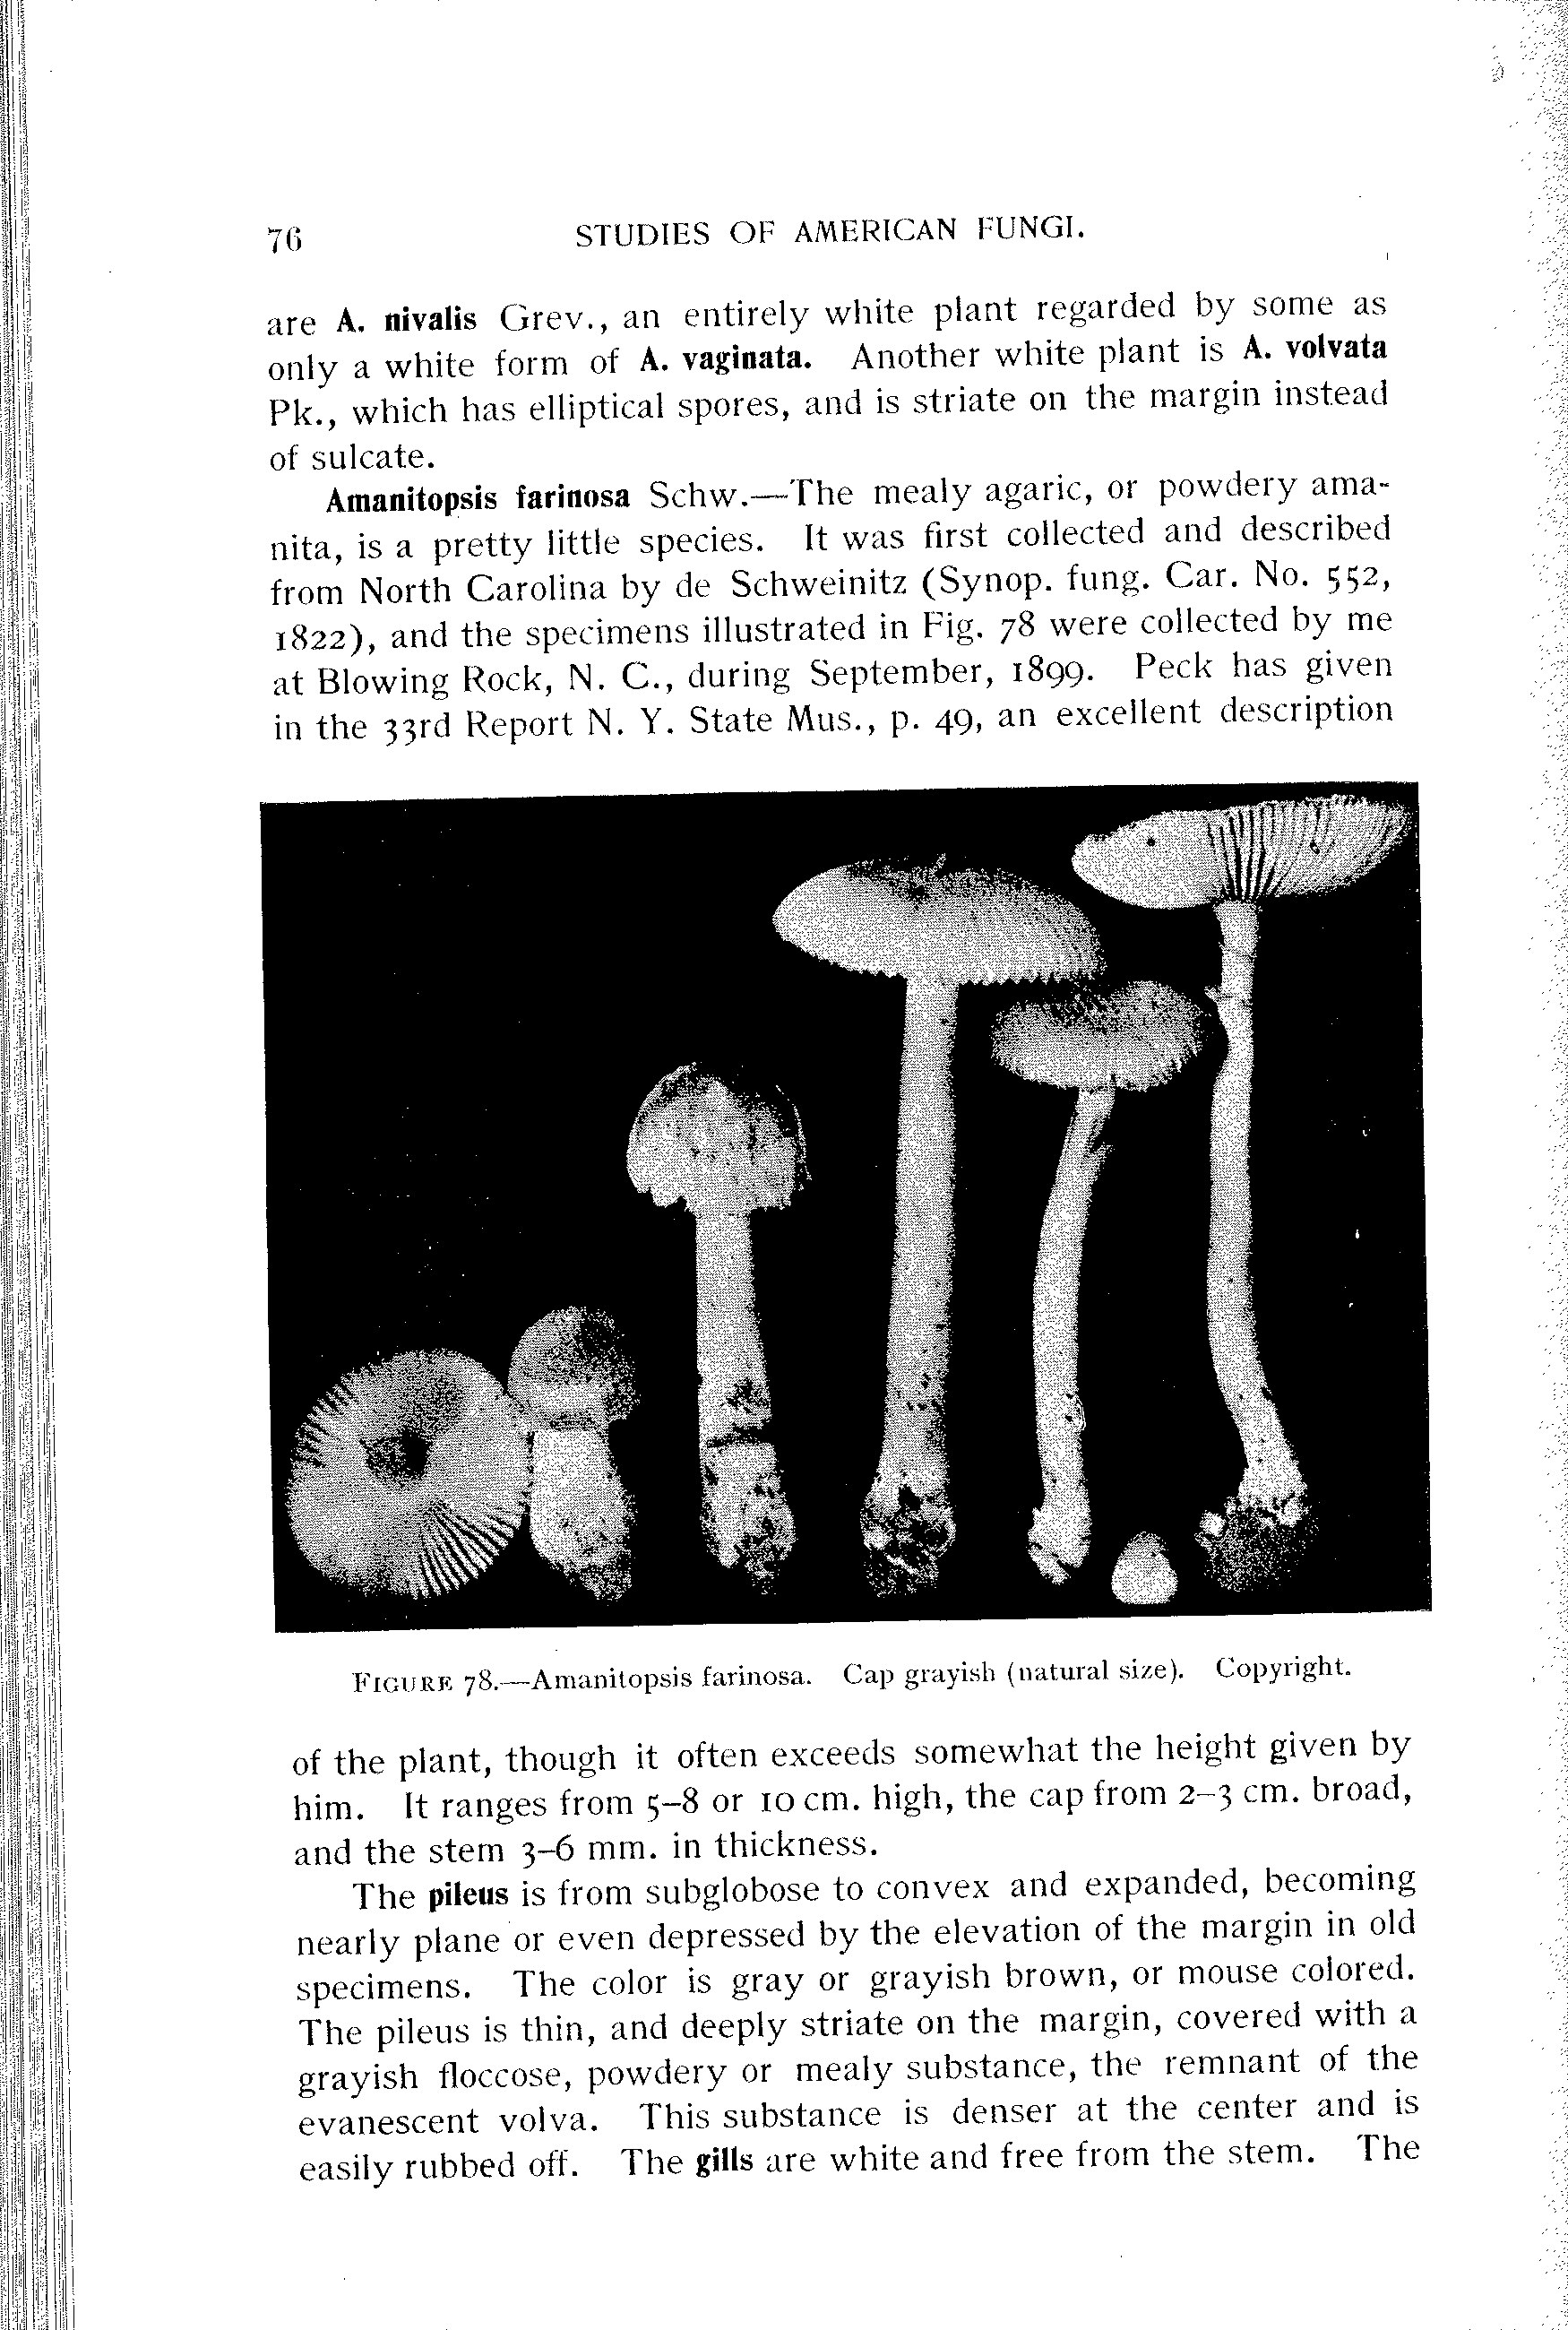 76 STUDIES OF AMERICAN FUNGI.
are A. nivalis Grev., an entirely white plant regarded by some as
only a white form of A. vaginata. Another white plant is A. volvata
Pk., which has elliptical spores, and is striate on the margin instead
of sulcate.
Amanitopsis farinosa Schw.—The mealy agaric, or powdery ama-
nita, is a pretty little species. It was first collected and described
from North Carolina by de Schweinitz (Synop. fung. Car. No. 552,
1822), and the specimens illustrated in Fig. 78 were collected by me
at Blowing Rock, N. C., during September, 1899. Peck has given
in the 33rd Report N. Y. State Mus., p. 49, an excellent description
FIGURE 78.—Amanitopsis farinosa. Cap grayish (natural size). Copyright.
of the plant, though it often exceeds somewhat the height given by
him. It ranges from 5–8 or 10 cm. high, the cap from 2–3 cm. broad,
and the stem 3–6 mm. in thickness.
The pileus is from subglobose to convex and expanded, becoming
nearly plane or even depressed by the elevation of the margin in old
specimens. The color is gray or grayish brown, or mouse colored.
The pileus is thin, and deeply striate on the margin, covered with a
grayish floccose, powdery or mealy substance, the remnant of the
evanescent volva. This substance is denser at the center and is
easily rubbed off. The gills are white and free from the stem. The